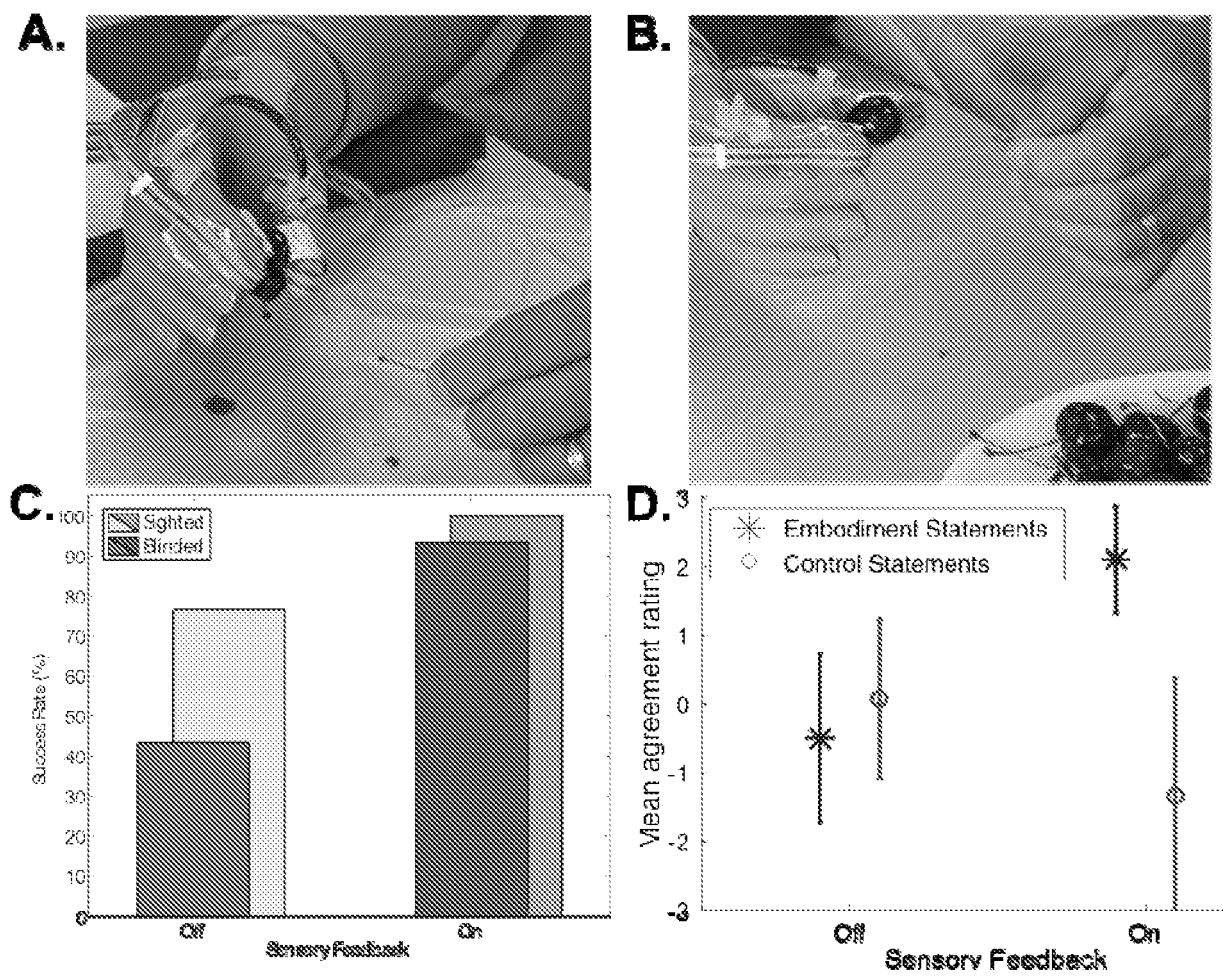 A.
B.
C.
Sighted
Blinded
100
90
80
70
60
50
40
30
20
10
0
Success Rate (%)
Off
On
Sensory Feedback
D.
Embodiment Statements
Control Statements
3
2
1
0
-1
-2
-3
Mean agreement rating
Off
On
Sensory Feedback